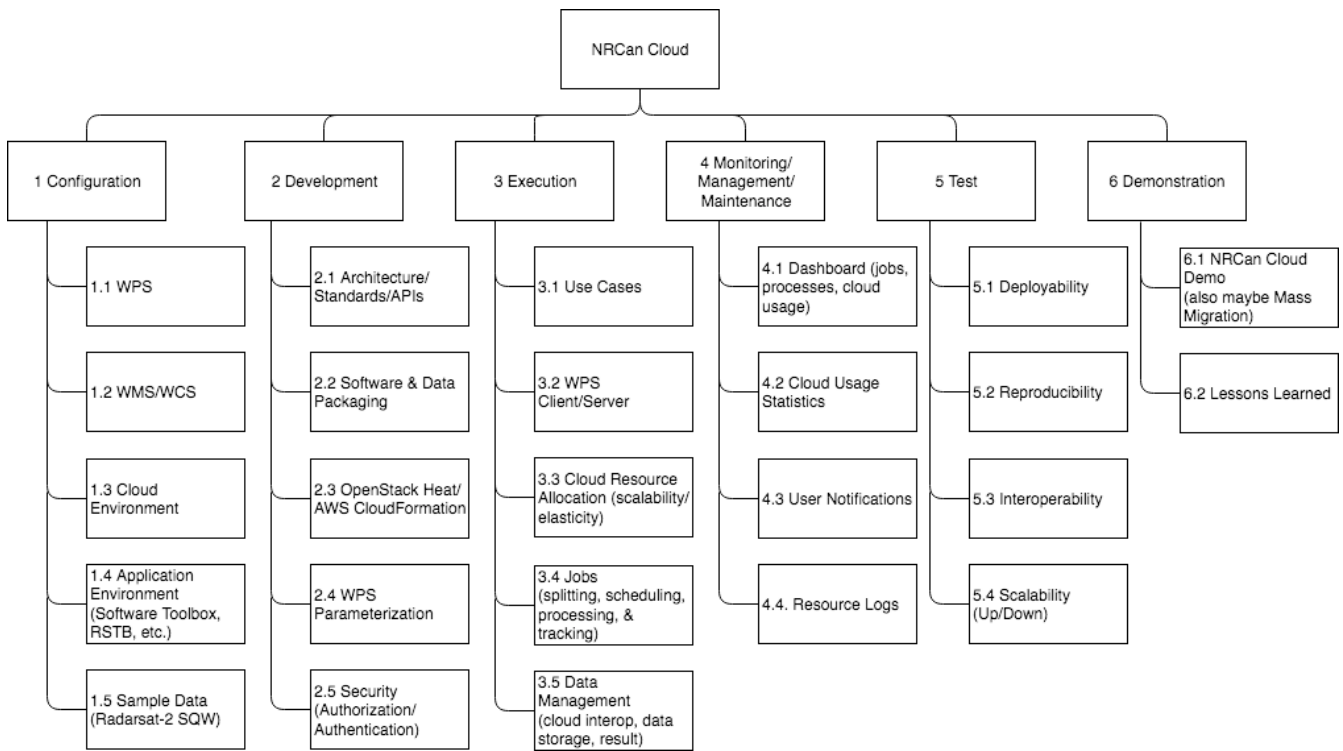 NRCan Cloud
1 Configuration
2 Development
3 Execution
4 Monitoring/
Management/
Maintenance
5 Test
6 Demonstration
1.1 WPS
1.2 WMS/WCS
1.3 Cloud
Environment
1.4 Application
Environment
(Software Toolbox,
RSTB, etc.)
1.5 Sample Data
(Radarsat-2 SQW)
2.1 Architecture/
Standards/APIs
2.2 Software & Data
Packaging
2.3 OpenStack Heat/
AWS CloudFormation
2.4 WPS
Parameterization
2.5 Security
(Authorization/
Authentication)
3.1 Use Cases
3.2 WPS
Client/Server
3.3 Cloud Resource
Allocation (scalability/
elasticity)
3.4 Jobs
(splitting, scheduling,
processing, &
tracking)
3.5 Data
Management
(cloud interop, data
storage, result)
4.1 Dashboard (jobs,
processes, cloud
usage)
4.2 Cloud Usage
Statistics
4.3 User Notifications
4.4. Resource Logs
5.1 Deployability
5.2 Reproducibility
5.3 Interoperability
5.4 Scalability
(Up/Down)
6.1 NRCan Cloud
Demo
(also maybe Mass
Migration)
6.2 Lessons Learned